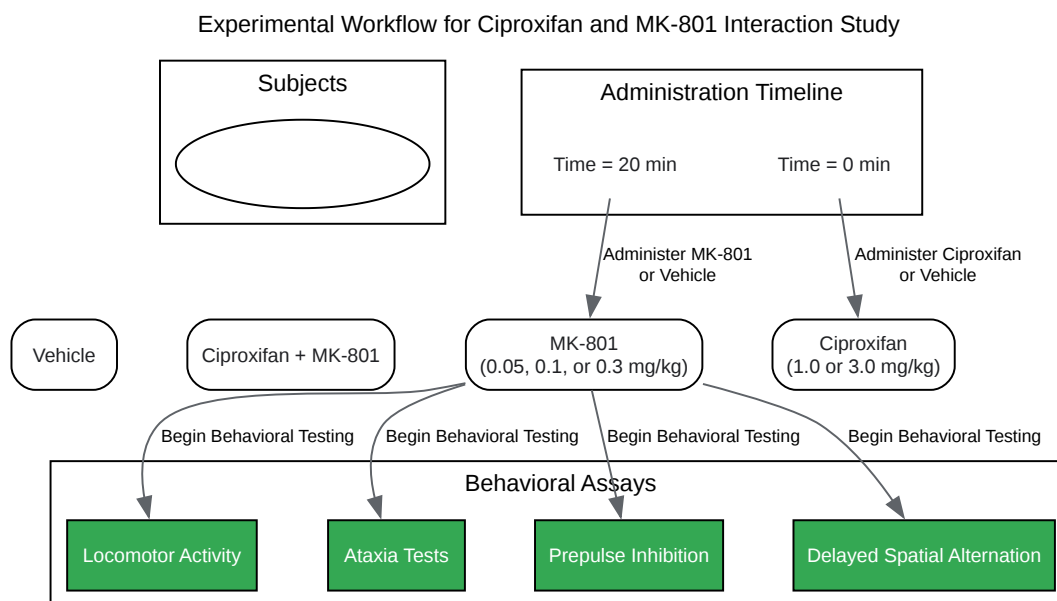 Experimental Workflow for Ciproxifan and MK-801 Interaction Study
Subjects
Administration Timeline
Time = 20 min
Time = 0 min
Administer MK-801
or Vehicle
Administer Ciproxifan
or Vehicle
Vehicle
Ciproxifan + MK-801
MK-801
(0.05, 0.1, or 0.3 mg/kg)
Ciproxifan
(1.0 or 3.0 mg/kg)
Begin Behavioral Testing
Begin Behavioral Testing
Begin Behavioral Testing
Begin Behavioral Testing
Behavioral Assays
Locomotor Activity
Ataxia Tests
Prepulse Inhibition
Delayed Spatial Alternation